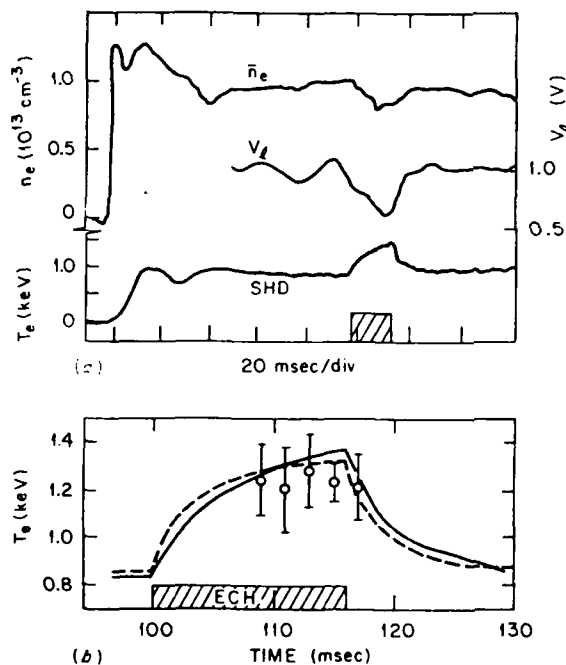 n̄e
Vℓ
SHD
1.0
0.5
0
nₑ (10¹³ cm⁻³)
1.0
0
Tₑ (keV)
1.0
0.5
Vℓ (V)
20 msec/div
1.4
1.2
1.0
0.8
Tₑ (keV)
ECH
100
110
120
130
(b)
TIME (msec)